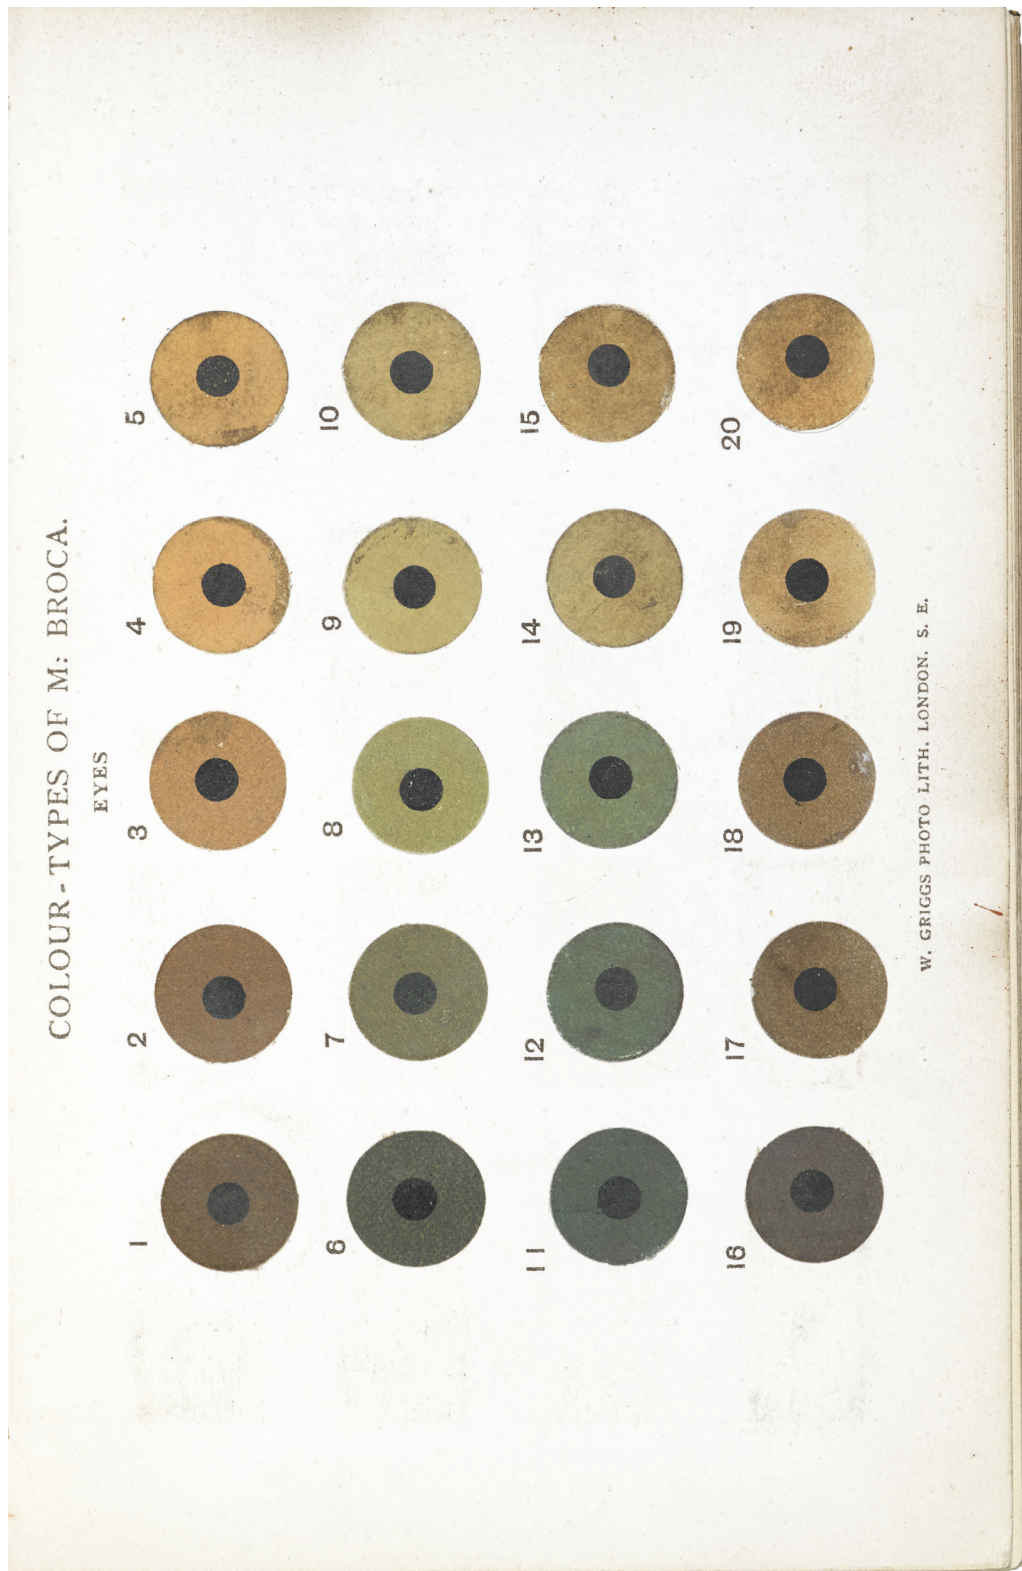 COLOUR-TYPES OF M: BROCA.
EYES
1 2 3 4 5
6 7 8 9 10
11 12 13 14 15
16 17 18 19 20
W. GRIGGS PHOTO LITH. LONDON. S. E.